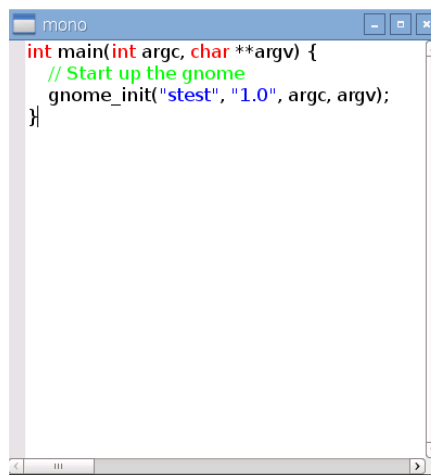 mono
int main(int argc, char **argv) {
// Start up the gnome
gnome_init("stest", "1.0", argc, argv);
}